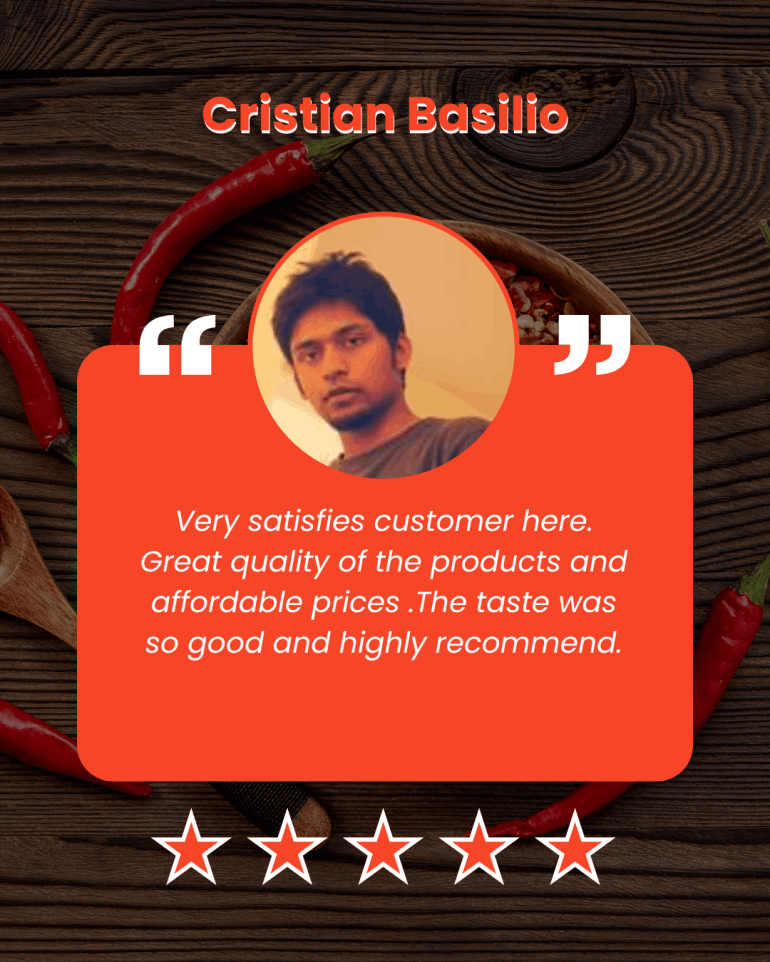 Cristian Basilio
“ ”
Very satisfies customer here.
Great quality of the products and
affordable prices .The taste was
so good and highly recommend.